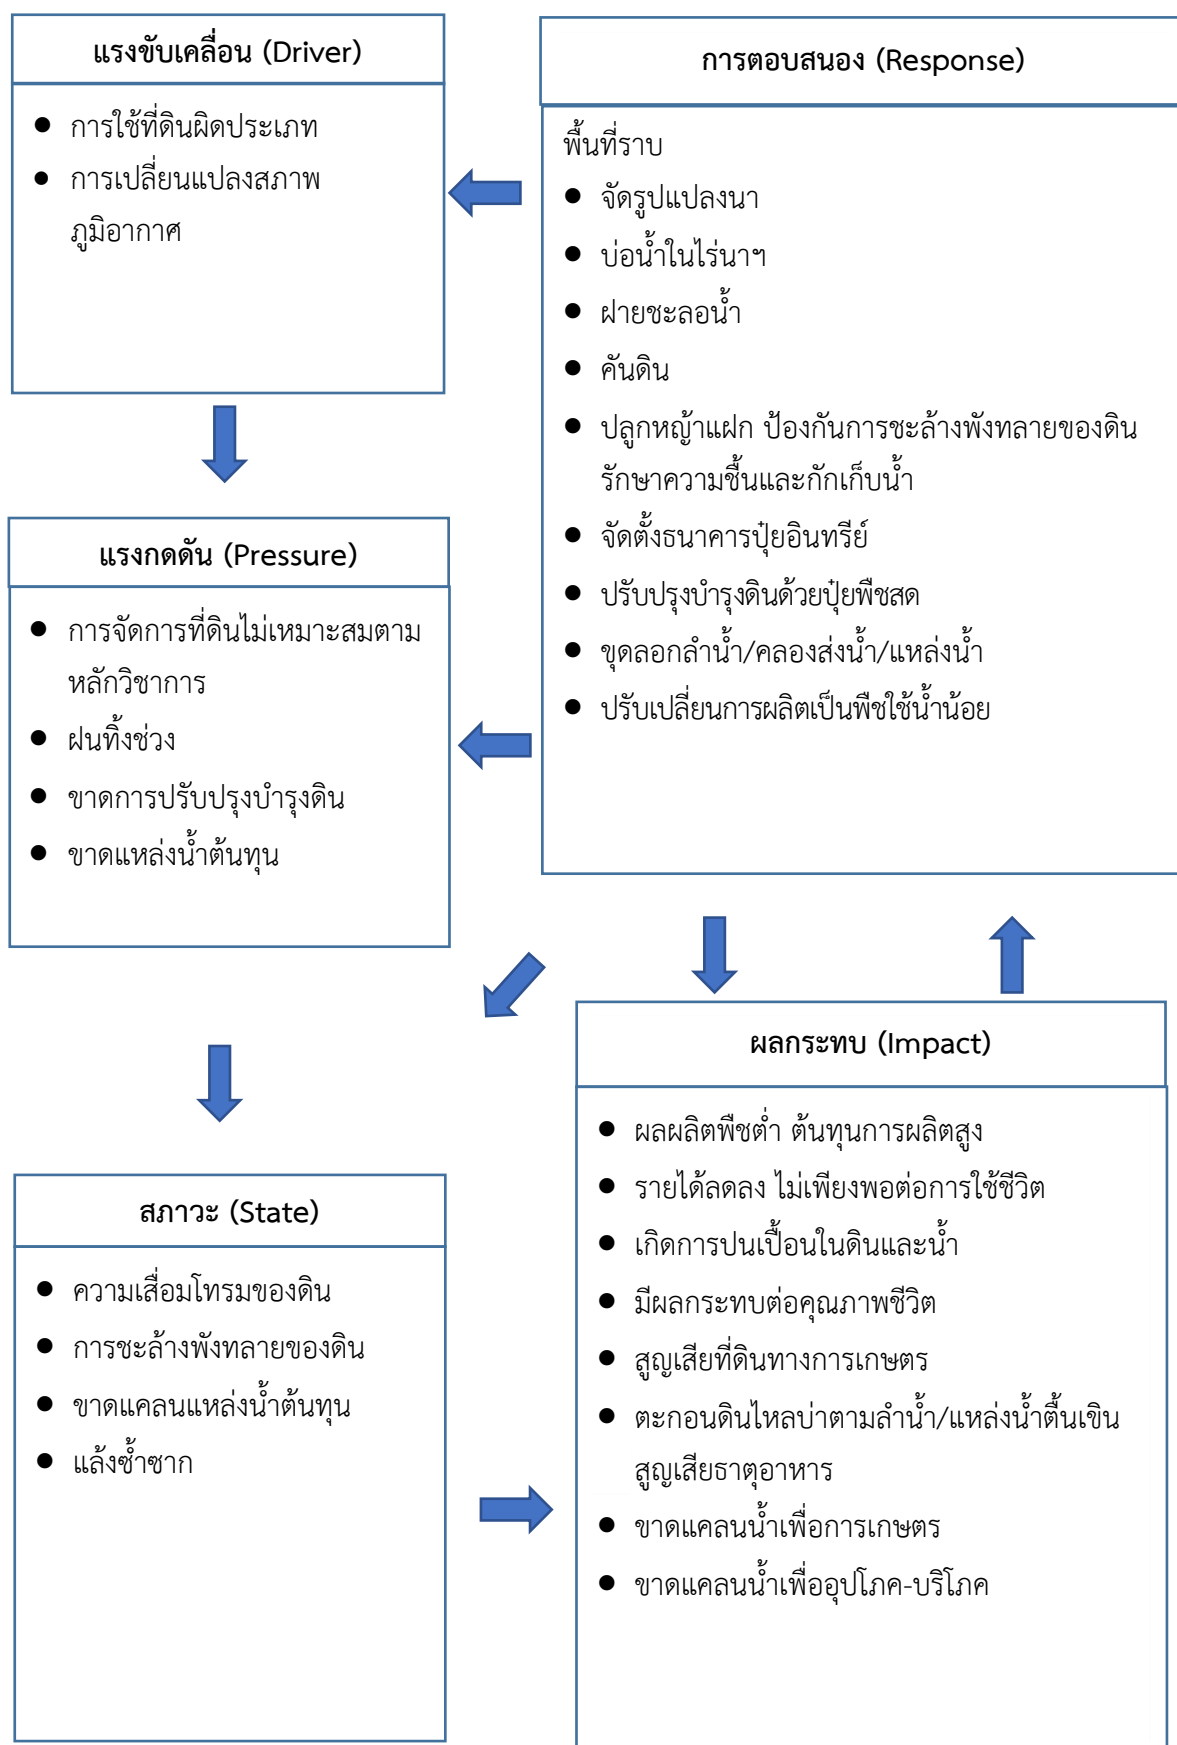 แรงขับเคลื่อน (Driver)
● การใช้ที่ดินผิดประเภท
● การเปลี่ยนแปลงสภาพ
ภูมิอากาศ
การตอบสนอง (Response)
พื้นที่ราบ
● จัดรูปแปลงนา
● บ่อน้ำในไร่นาฯ
● ฝายชะลอน้ำ
● คันดิน
● ปลูกหญ้าแฝก ป้องกันการชะล้างพังทลายของดิน
รักษาความชื้นและกักเก็บน้ำ
● จัดตั้งธนาคารปุ๋ยอินทรีย์
● ปรับปรุงบำรุงดินด้วยปุ๋ยพืชสด
● ขุดลอกลำน้ำ/คลองส่งน้ำ/แหล่งน้ำ
● ปรับเปลี่ยนการผลิตเป็นพืชใช้น้ำน้อย
แรงกดดัน (Pressure)
● การจัดการที่ดินไม่เหมาะสมตาม
หลักวิชาการ
● ฝนทิ้งช่วง
● ขาดการปรับปรุงบำรุงดิน
● ขาดแหล่งน้ำต้นทุน
สภาวะ (State)
● ความเสื่อมโทรมของดิน
● การชะล้างพังทลายของดิน
● ขาดแคลนแหล่งน้ำต้นทุน
● แล้งซ้ำซาก
ผลกระทบ (Impact)
● ผลผลิตพืชต่ำ ต้นทุนการผลิตสูง
● รายได้ลดลง ไม่เพียงพอต่อการใช้ชีวิต
● เกิดการปนเปื้อนในดินและน้ำ
● มีผลกระทบต่อคุณภาพชีวิต
● สูญเสียที่ดินทางการเกษตร
● ตะกอนดินไหลบ่าตามลำน้ำ/แหล่งน้ำตื้นเขิน
สูญเสียธาตุอาหาร
● ขาดแคลนน้ำเพื่อการเกษตร
● ขาดแคลนน้ำเพื่ออุปโภค-บริโภค